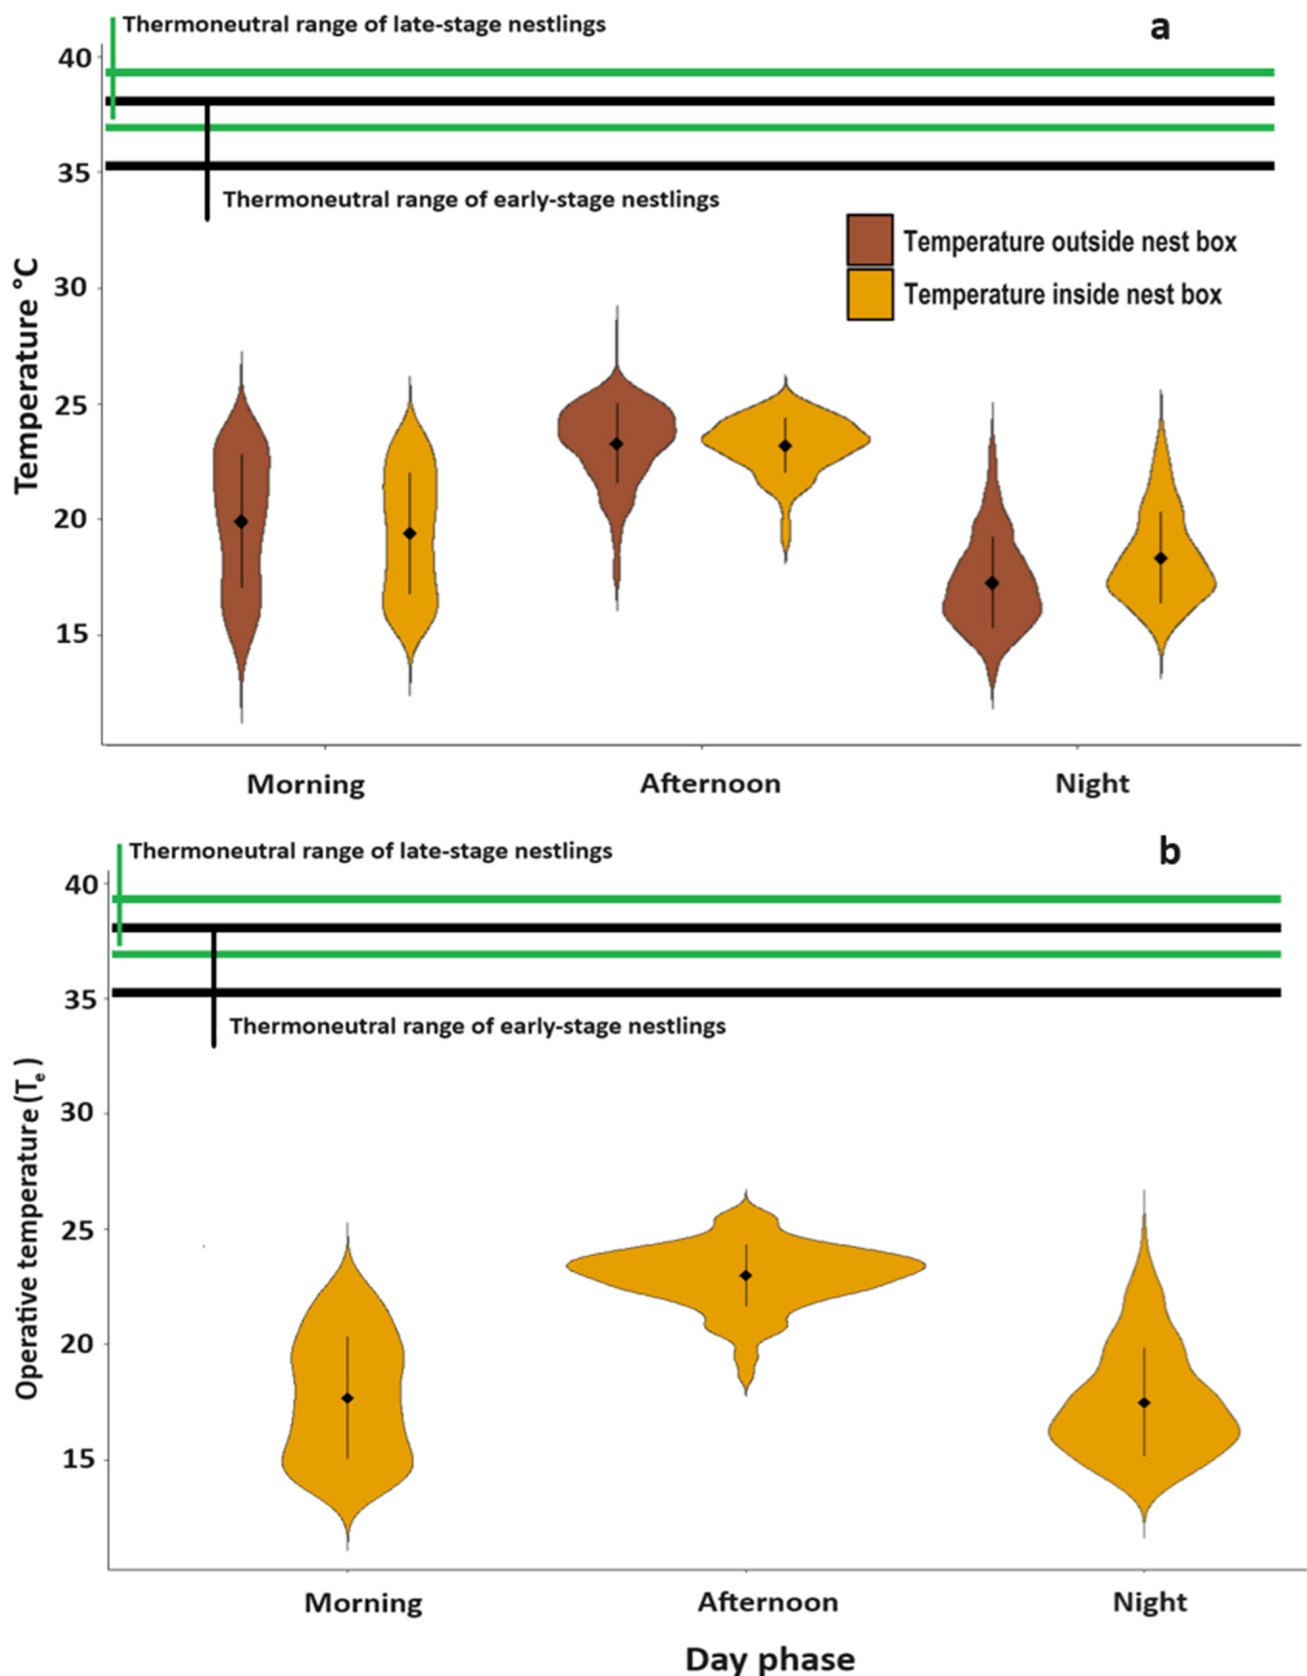 Thermoneutral range of late-stage nestlings
a
40
35
Thermoneutral range of early-stage nestlings
Temperature outside nest box
Temperature inside nest box
Temperature °C
30
25
20
15
Morning Afternoon Night
Thermoneutral range of late-stage nestlings
b
40
35
Thermoneutral range of early-stage nestlings
Operative temperature (Te)
30
25
20
15
Morning Afternoon Night
Day phase